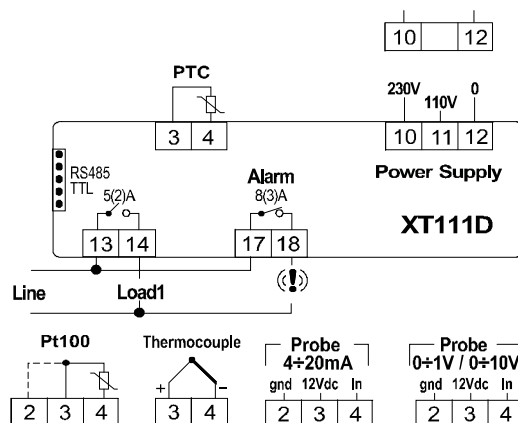 10 12
PTC
230V 110V 0
3 4
10 11 12
RS485
TTL
Power Supply
5(2)A
Alarm
8(3)A
XT111D
13 14
17 18
Line
Load1
Pt100
2 3 4
Thermocouple
+ –
3 4
Probe
4÷20mA
gnd 12Vdc In
2 3 4
Probe
0÷1V / 0÷10V
gnd 12Vdc In
2 3 4